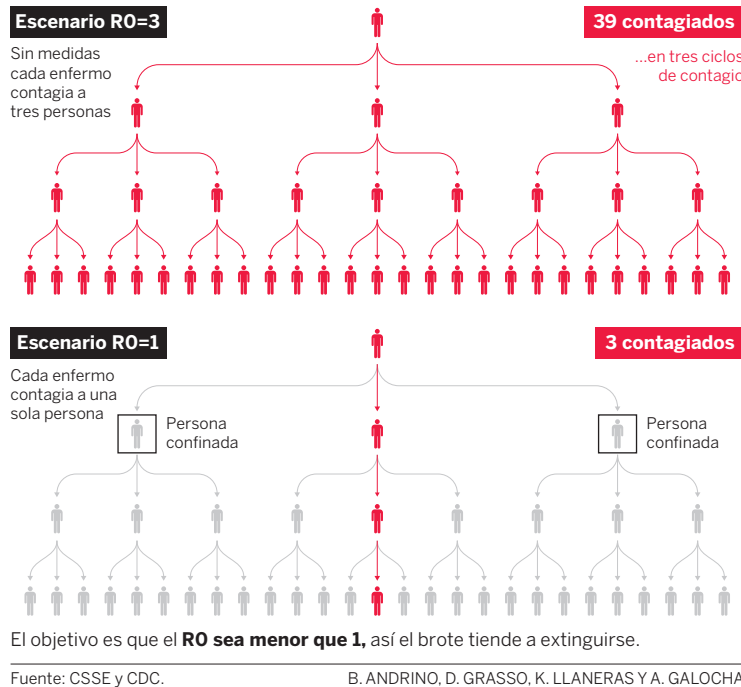 Escenario R0=3
39 contagiados
Sin medidas
cada enfermo
contagia a
tres personas
...en tres ciclos
de contagio
Escenario R0=1
3 contagiados
Cada enfermo
contagia a una
sola persona
Persona
confinada
Persona
confinada
El objetivo es que el R0 sea menor que 1, así el brote tiende a extinguirse.
Fuente: CSSE y CDC.
B. ANDRINO, D. GRASSO, K. LLANERAS Y A. GALOCHA